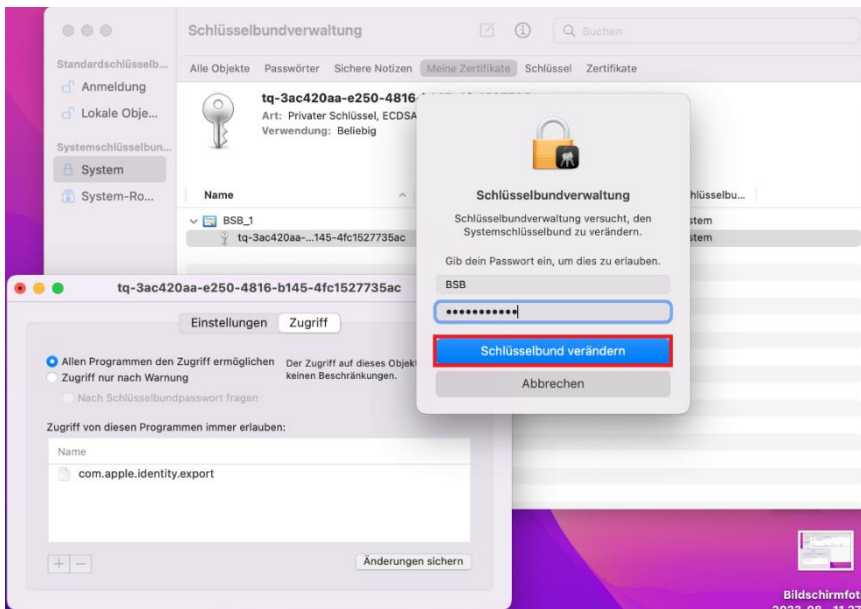 Schlüsselbundverwaltung
Suchen
Standardschlüsselb...
Anmeldung
Lokale Obje...
Systemschlüsselbun...
System
System-Ro...
Alle Objekte Passwörter Sichere Notizen Meine Zertifikate Schlüssel Zertifikate
tq-3ac420aa-e250-4816-
Art: Privater Schlüssel, ECDSA
Verwendung: Beliebig
Name
hlüsselbu...
BSB_1
stem
tq-3ac420aa-...145-4fc1527735ac
stem
Schlüsselbundverwaltung
Schlüsselbundverwaltung versucht, den
Systemschlüsselbund zu verändern.
Gib dein Passwort ein, um dies zu erlauben.
BSB
•••••••••••
Schlüsselbund verändern
Abbrechen
tq-3ac420aa-e250-4816-b145-4fc1527735ac
Einstellungen Zugriff
Allen Programmen den Zugriff ermöglichen
Zugriff nur nach Warnung
Nach Schlüsselbundpasswort fragen
Der Zugriff auf dieses Objek
keinen Beschränkungen.
Zugriff von diesen Programmen immer erlauben:
Name
com.apple.identity.export
+ −
Änderungen sichern
Bildschirmfot